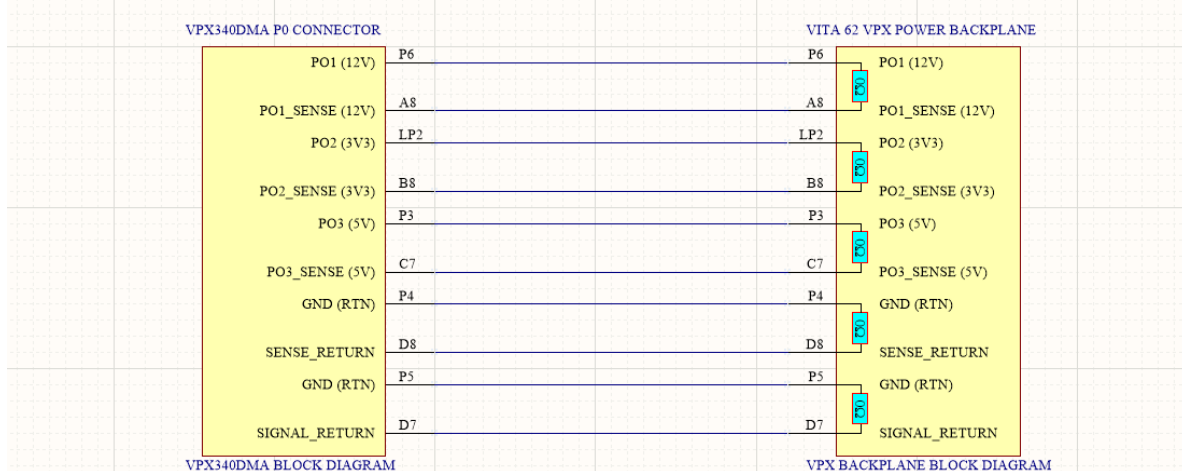 VPX340DMA P0 CONNECTOR
VITA 62 VPX POWER BACKPLANE
PO1 (12V) P6
P6 PO1 (12V)
0Ω
PO1_SENSE (12V) A8
A8 PO1_SENSE (12V)
PO2 (3V3) LP2
LP2 PO2 (3V3)
0Ω
PO2_SENSE (3V3) B8
B8 PO2_SENSE (3V3)
PO3 (5V) P3
P3 PO3 (5V)
0Ω
PO3_SENSE (5V) C7
C7 PO3_SENSE (5V)
GND (RTN) P4
P4 GND (RTN)
0Ω
SENSE_RETURN D8
D8 SENSE_RETURN
GND (RTN) P5
P5 GND (RTN)
0Ω
SIGNAL_RETURN D7
D7 SIGNAL_RETURN
VPX340DMA BLOCK DIAGRAM
VPX BACKPLANE BLOCK DIAGRAM